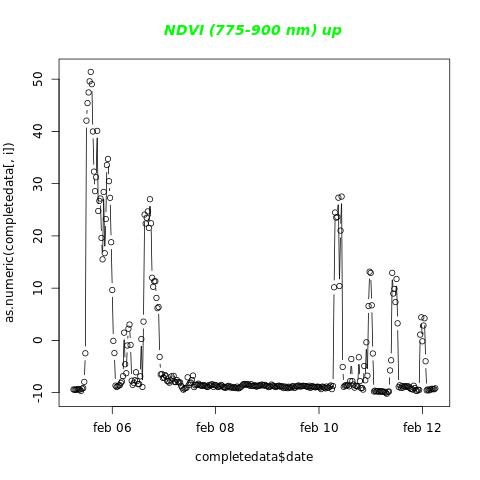 NDVI (775-900 nm) up
as.numeric(completedata[, i])
50
40
30
20
10
0
-10
feb 06
feb 08
feb 10
feb 12
completedata$date